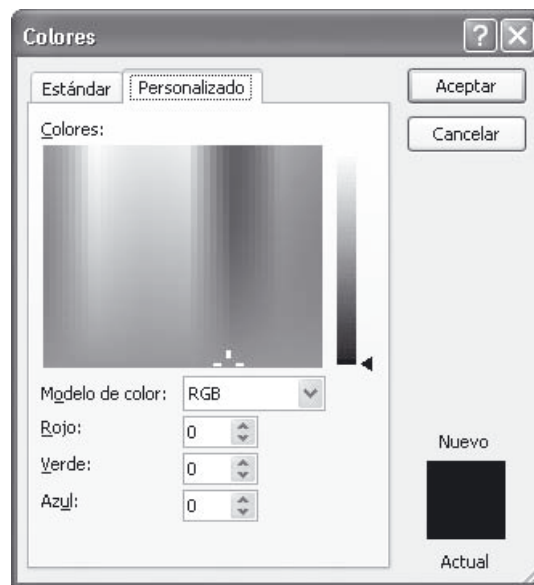 Colores
Estándar Personalizado
Aceptar
Cancelar
Colores:
Modelo de color: RGB
Rojo: 0
Verde: 0
Azul: 0
Nuevo
Actual